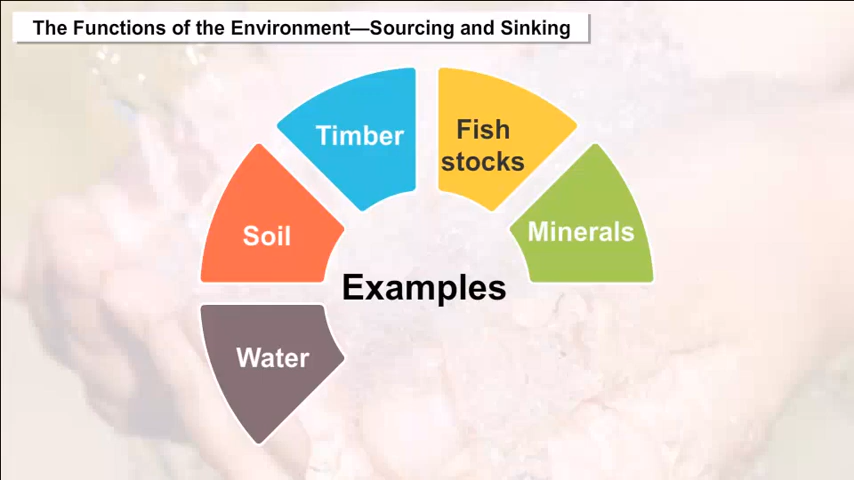 The Functions of the Environment—Sourcing and Sinking
Timber
Fish
stocks
Soil
Minerals
Examples
Water